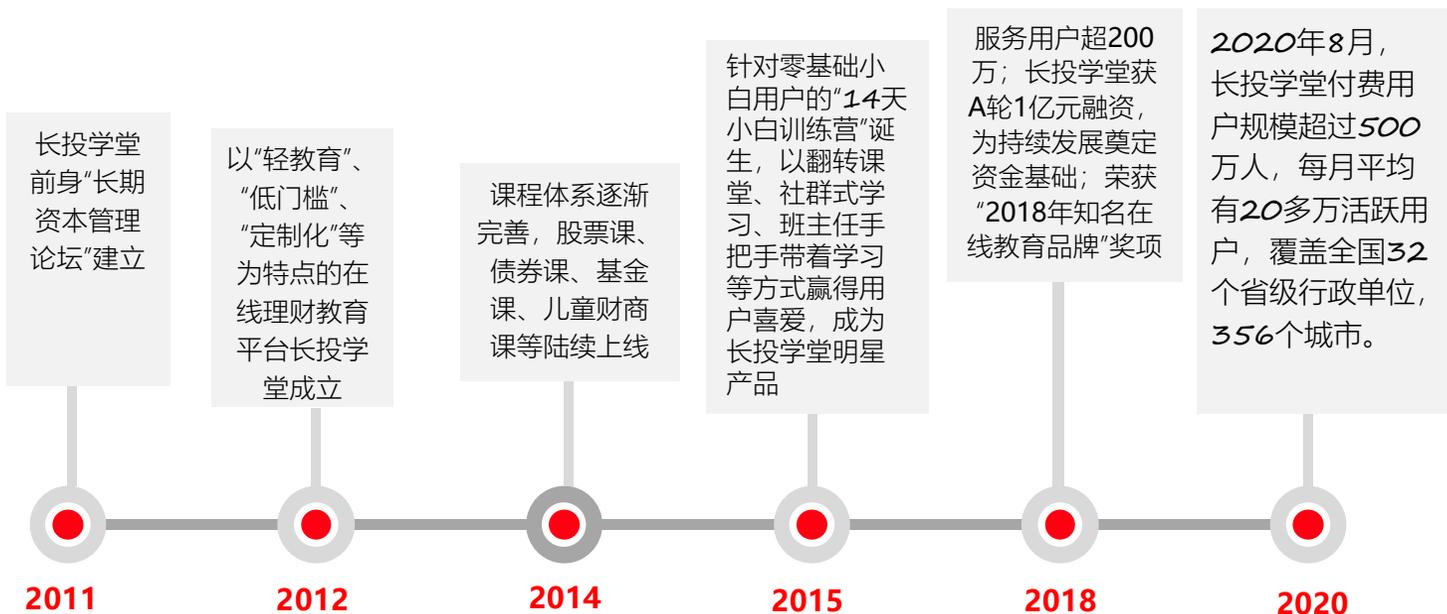 长投学堂
前身“长期
资本管理
论坛”建立
以“轻教育”、
“低门槛”、
“定制化”等
为特点的在
线理财教育
平台长投学
堂成立
课程体系逐渐
完善，股票课、
债券课、基金
课、儿童财商
课等陆续上线
针对零基础小
白用户的“14天
小白训练营”诞
生，以翻转课
堂、社群式学
习、班主任手
把手带着学习
等方式赢得用
户喜爱，成为
长投学堂明星
产品
服务用户超200
万；长投学堂获
A轮1亿元融资，
为持续发展奠定
资金基础；荣获
“2018年知名在
线教育品牌”奖项
2020年8月，
长投学堂付费用
户规模超过500
万人，每月平均
有20多万活跃用
户，覆盖全国32
个省级行政单位，
356个城市。
2011
2012
2014
2015
2018
2020